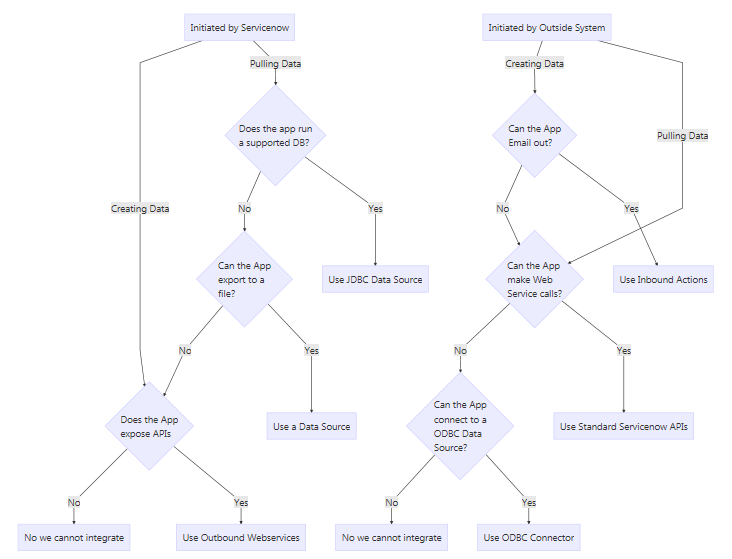 Initiated by Servicenow
Initiated by Outside System
Pulling Data
Creating Data
Does the app run
a supported DB?
Can the App
Email out?
Pulling Data
Creating Data
No
Yes
No
Yes
Can the App
export to a
file?
Use JDBC Data Source
Can the App
make Web
Service calls?
Use Inbound Actions
No
Yes
No
Yes
Does the App
expose APIs
Use a Data Source
Can the App
connect to a
ODBC Data
Source?
Use Standard Servicenow APIs
No
Yes
No
Yes
No we cannot integrate
Use Outbound Webservices
No we cannot integrate
Use ODBC Connector